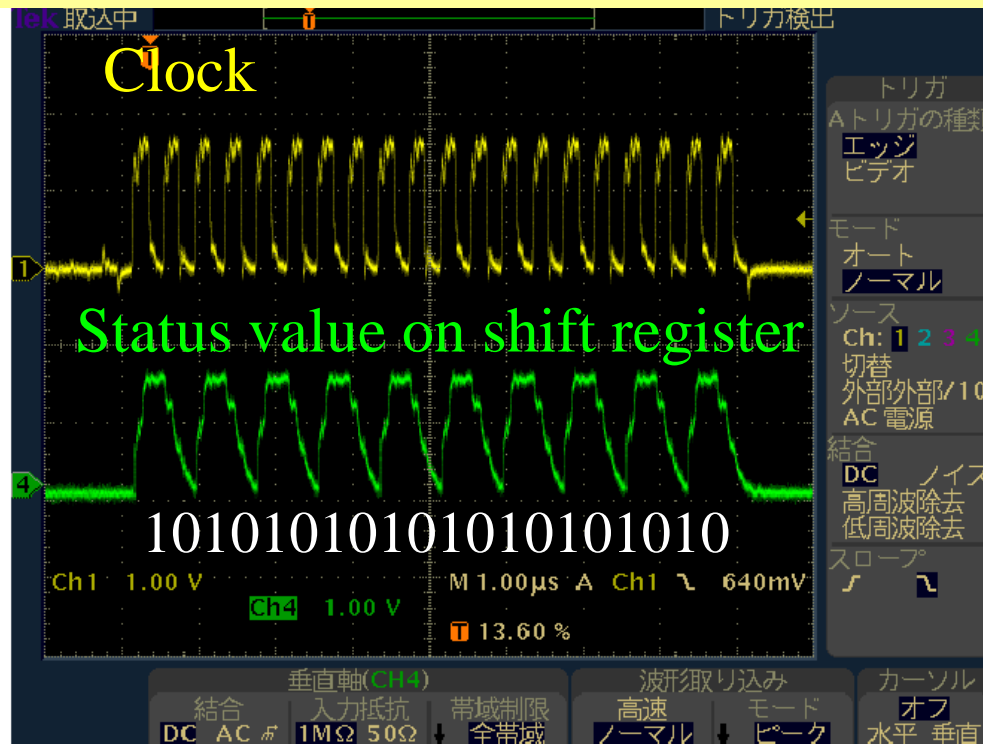 Tek 取込中 トリガ検出
T
T
Clock
トリガ
Aトリガの種類
エッジ
ビデオ
1
モード
オート
ノーマル
Status value on shift register
ソース
Ch: 1 2 3 4
切替
外部外部/10
AC 電源
結合
DC ノイズ
高周波除去
低周波除去
4
10101010101010101010
スロープ
Ch1 1.00 V M 1.00µs A Ch1 640mV
Ch4 1.00 V
T 13.60 %
垂直軸(CH4) 波形取り込み カーソル
結合 入力抵抗 帯域制限 高速 モード オフ
DC AC 1MΩ 50Ω 全帯域 ノーマル ピーク 水平 垂直